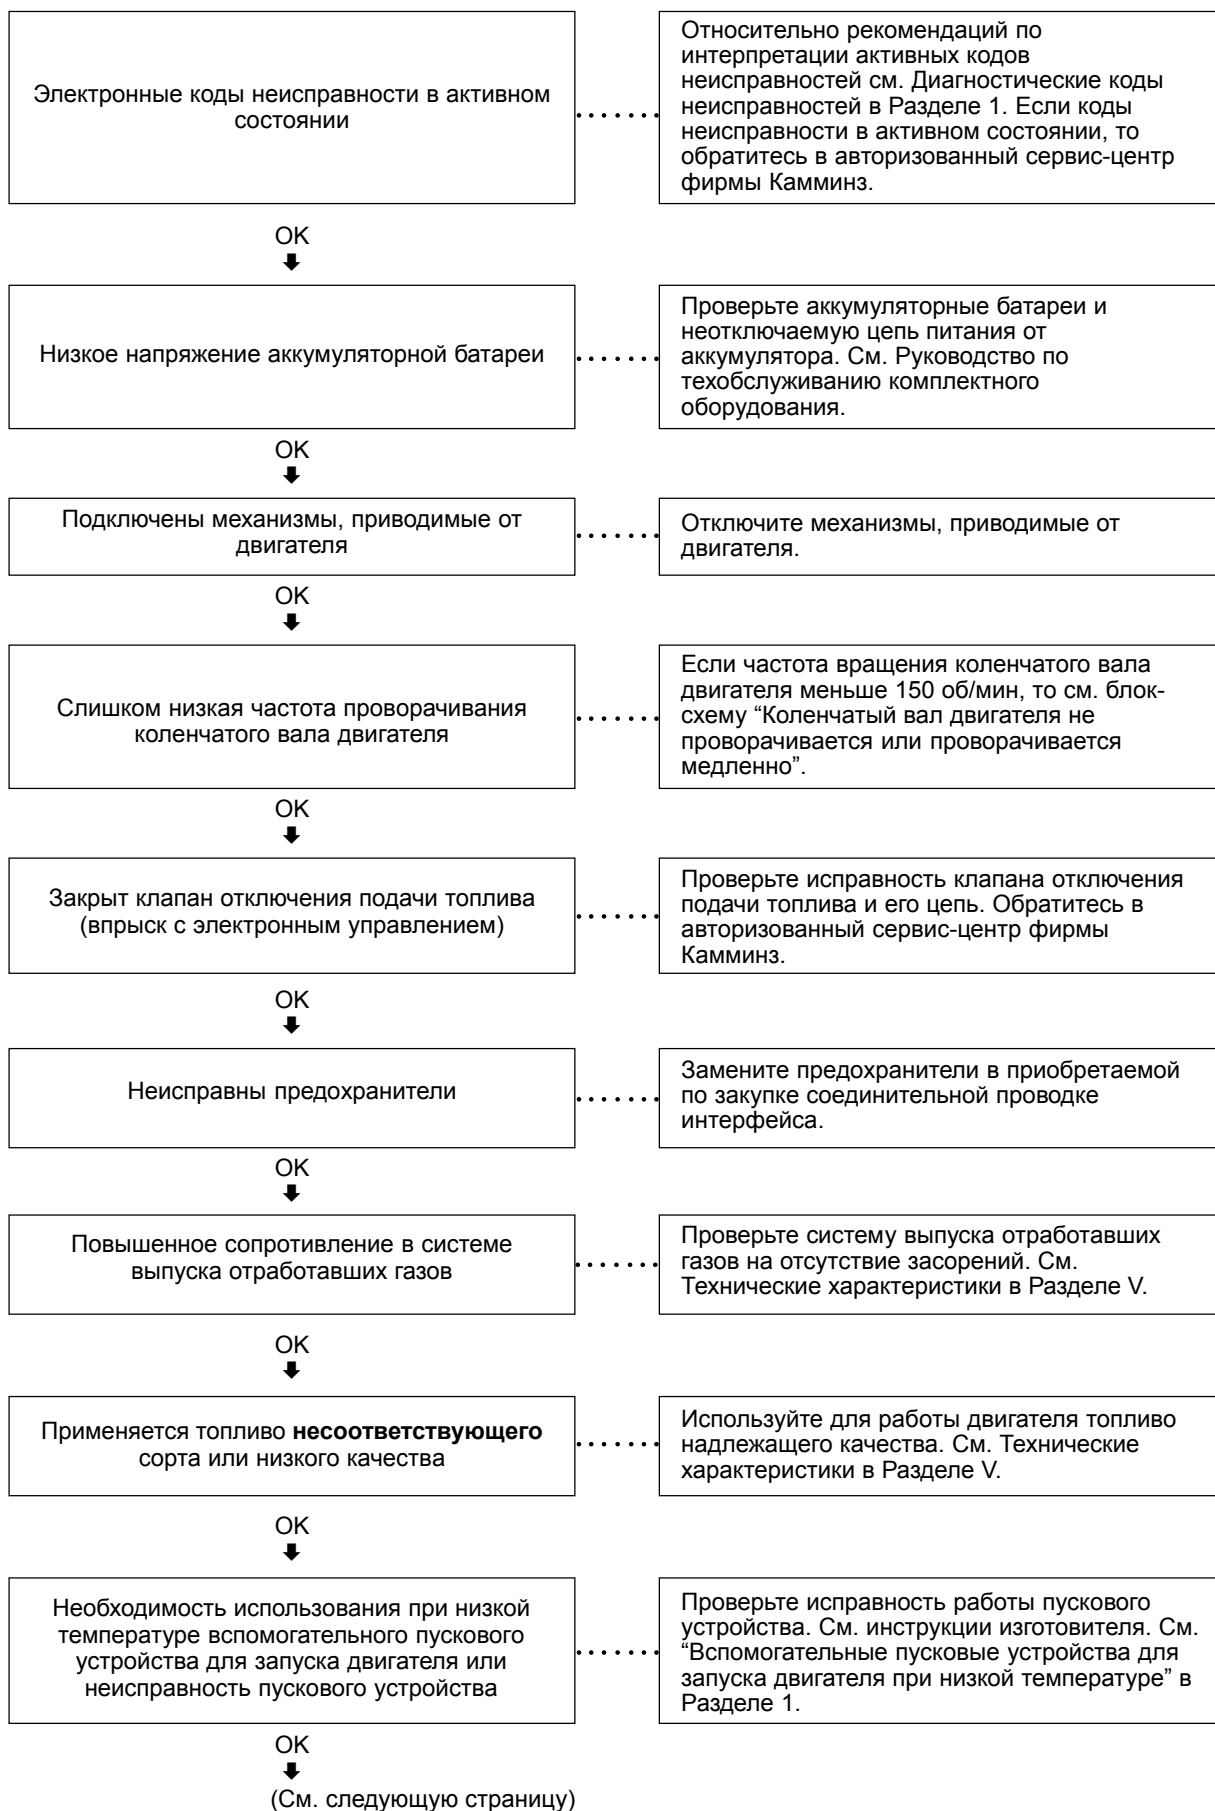 Электронные коды неисправности в активном
состоянии
Относительно рекомендаций по
интерпретации активных кодов
неисправностей см. Диагностические коды
неисправностей в Разделе 1. Если коды
неисправности в активном состоянии, то
обратитесь в авторизованный сервис-центр
фирмы Камминз.
OK
Низкое напряжение аккумуляторной батареи
Проверьте аккумуляторные батареи и
неотключаемую цепь питания от
аккумулятора. См. Руководство по
техобслуживанию комплектного
оборудования.
OK
Подключены механизмы, приводимые от
двигателя
Отключите механизмы, приводимые от
двигателя.
OK
Слишком низкая частота проворачивания
коленчатого вала двигателя
Если частота вращения коленчатого вала
двигателя меньше 150 об/мин, то см. блок-
схему “Коленчатый вал двигателя не
проворачивается или проворачивается
медленно”.
OK
Закрыт клапан отключения подачи топлива
(впрыск с электронным управлением)
Проверьте исправность клапана отключения
подачи топлива и его цепь. Обратитесь в
авторизованный сервис-центр фирмы
Камминз.
OK
Неисправны предохранители
Замените предохранители в приобретаемой
по закупке соединительной проводке
интерфейса.
OK
Повышенное сопротивление в системе
выпуска отработавших газов
Проверьте систему выпуска отработавших
газов на отсутствие засорений. См.
Технические характеристики в Разделе V.
OK
Применяется топливо несоответствующего
сорта или низкого качества
Используйте для работы двигателя топливо
надлежащего качества. См. Технические
характеристики в Разделе V.
OK
Необходимость использования при низкой
температуре вспомогательного пускового
устройства для запуска двигателя или
неисправность пускового устройства
Проверьте исправность работы пускового
устройства. См. инструкции изготовителя. См.
“Вспомогательные пусковые устройства для
запуска двигателя при низкой температуре” в
Разделе 1.
OK
(См. следующую страницу)